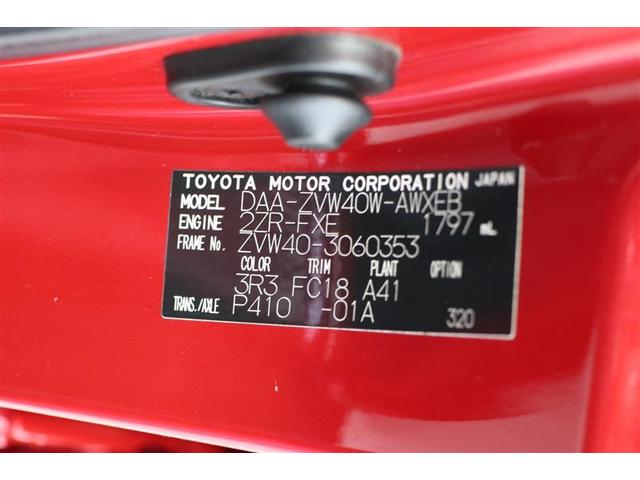 TOYOTA MOTOR CORPORATION JAPAN
MODEL DAA-ZVW40W-AWXEB
ENGINE 2ZR-FXE 1797 mL
FRAME No. ZVW40-3060353
COLOR TRIM PLANT OPTION
3R3 FC18 A41
TRANS./AXLE P410 -01A 320